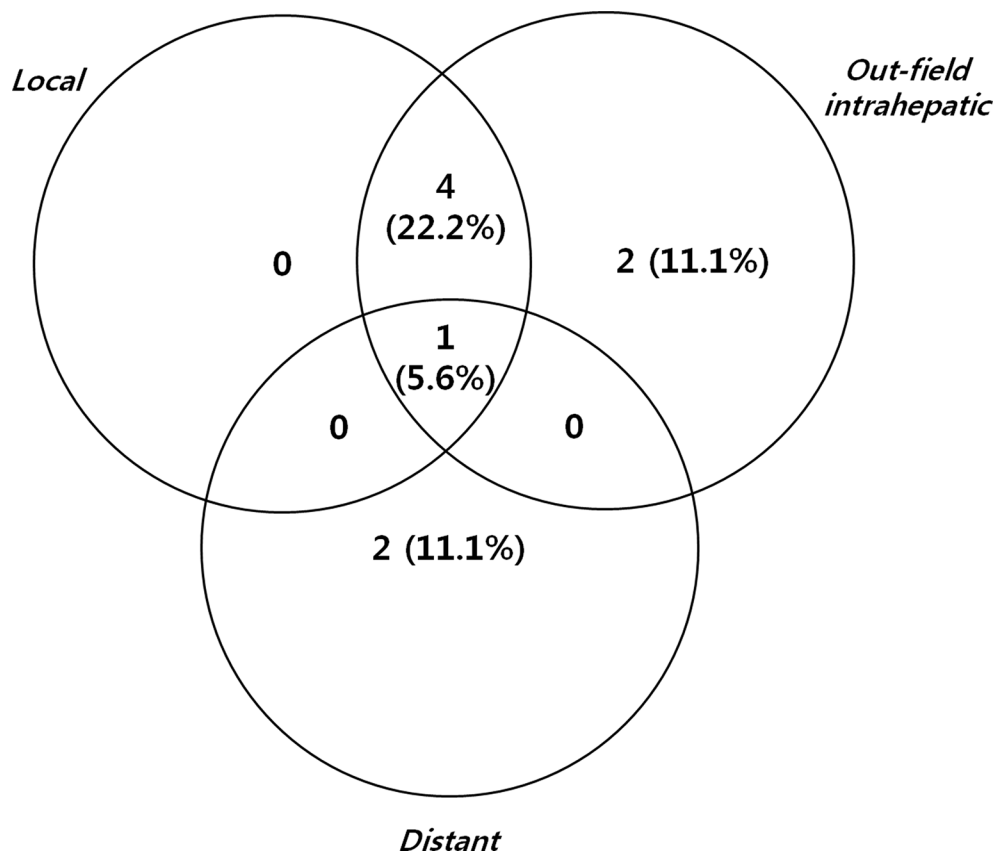 Local
Out-field
intrahepatic
4
(22.2%)
0
2 (11.1%)
1
(5.6%)
0
0
2 (11.1%)
Distant